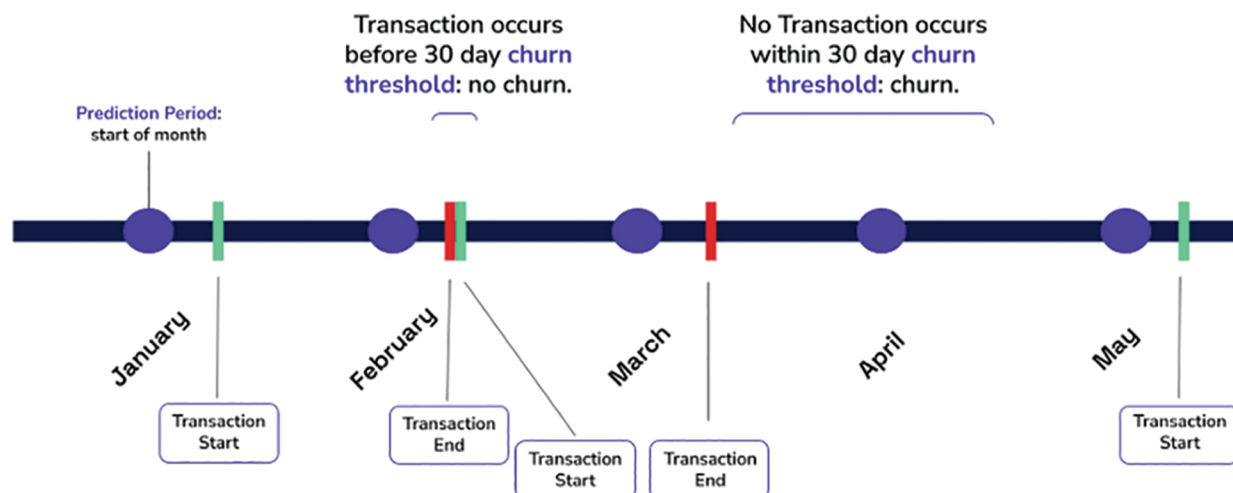 Transaction occurs
before 30 day churn
threshold: no churn.
No Transaction occurs
within 30 day churn
threshold: churn.
Prediction Period:
start of month
January
February
March
April
May
Transaction
Start
Transaction
End
Transaction
Start
Transaction
End
Transaction
Start